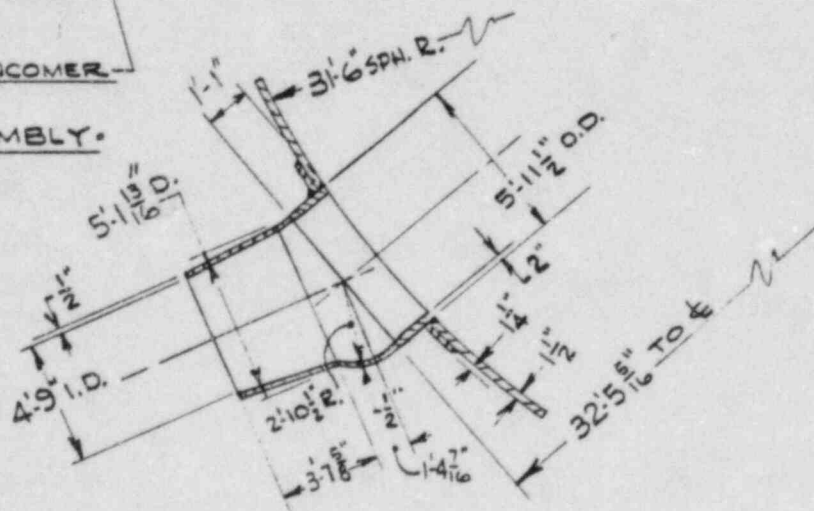 NCOMER
MBLY.
1'-1"
31'-6" SPH. R.
5'-11 1/2" O.D.
5'-1 13/16" D.
2"
1/2"
1 1/4"
1 1/2"
4'-9" I.D.
2'-10 1/2" R.
1/2"
32'-5 5/16" TO ℄
3'-7 5/8"
1'-4 7/16"